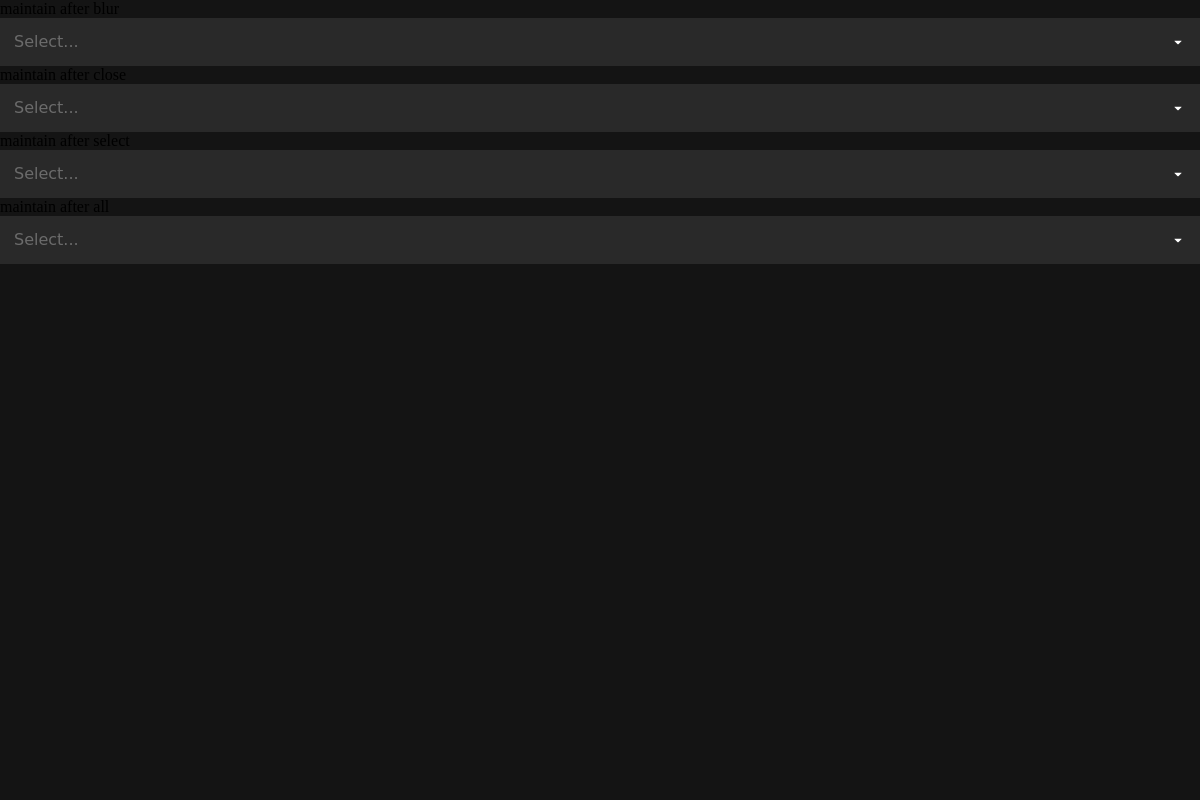 maintain after blur
Select...
maintain after close
Select...
maintain after select
Select...
maintain after all
Select...